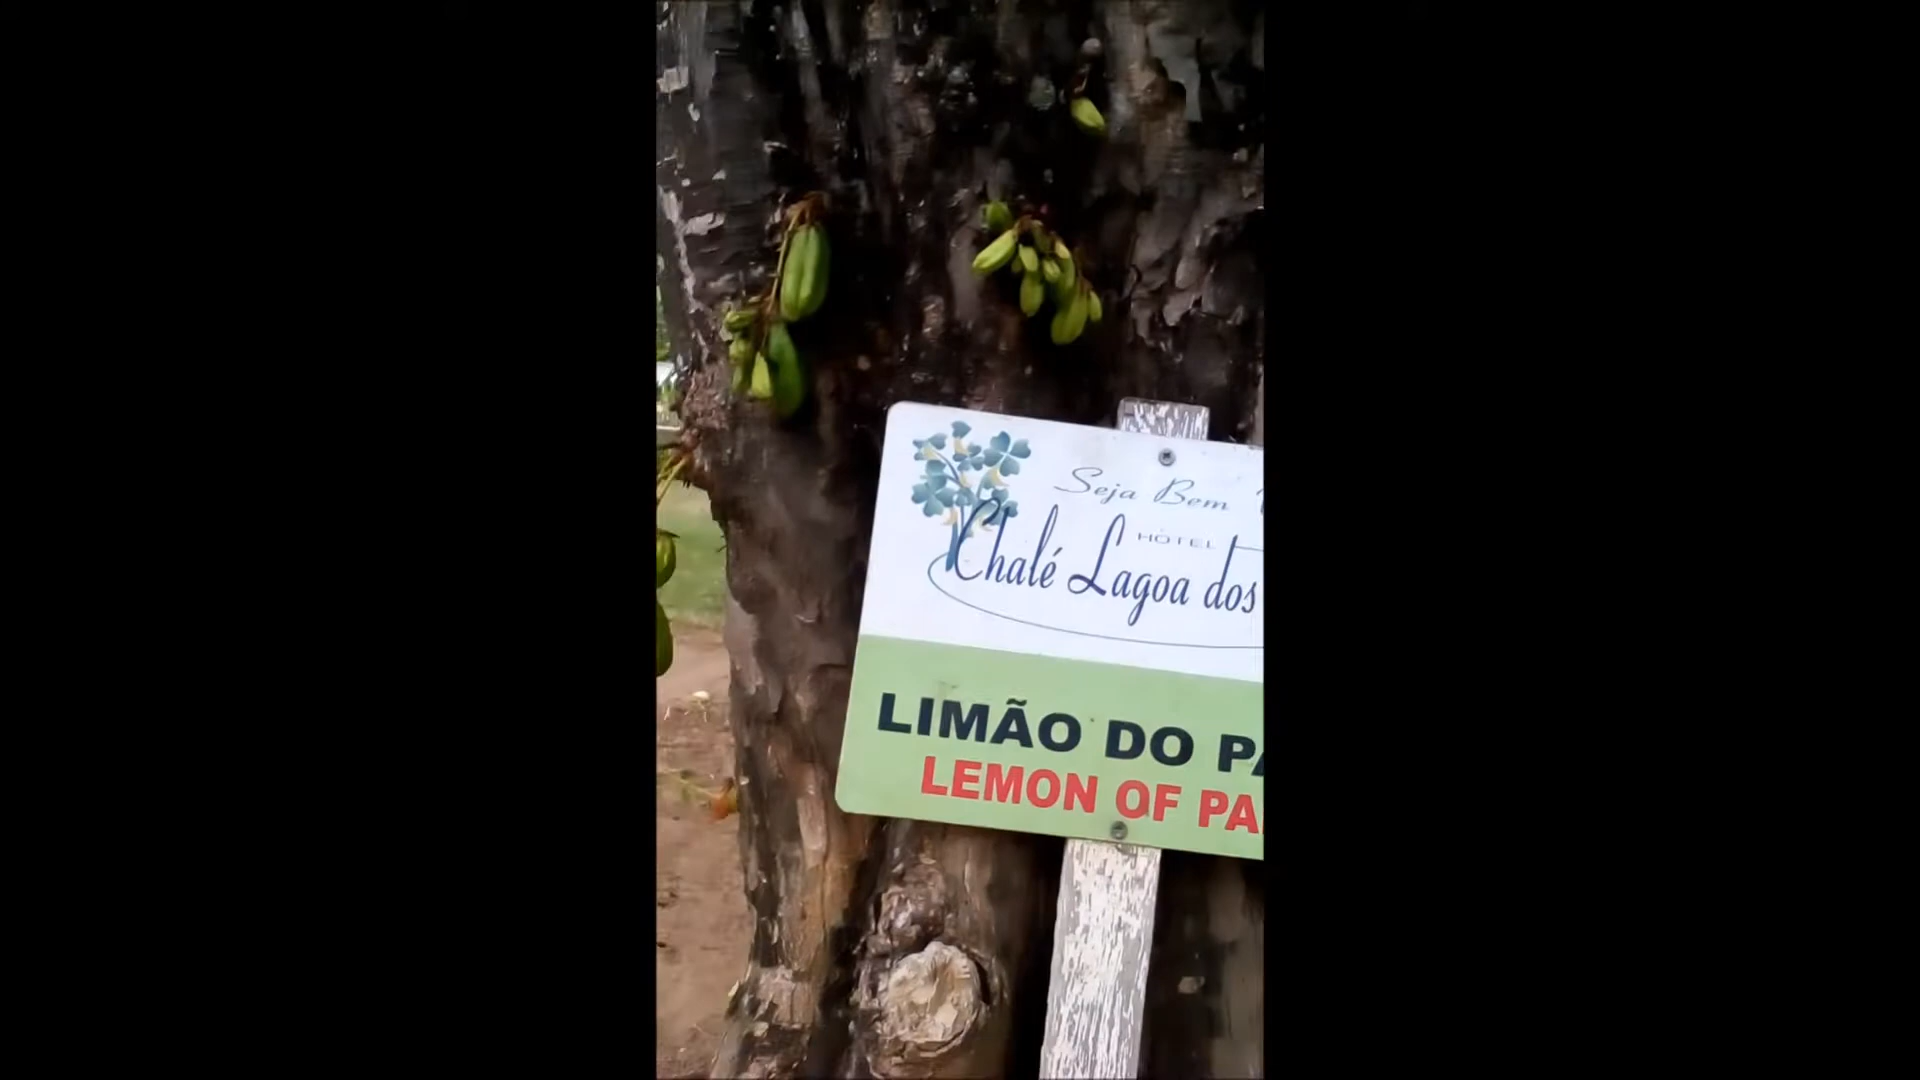 Seja Bem
HOTEL
Chalé Lagoa dos
LIMÃO DO PA
LEMON OF PA